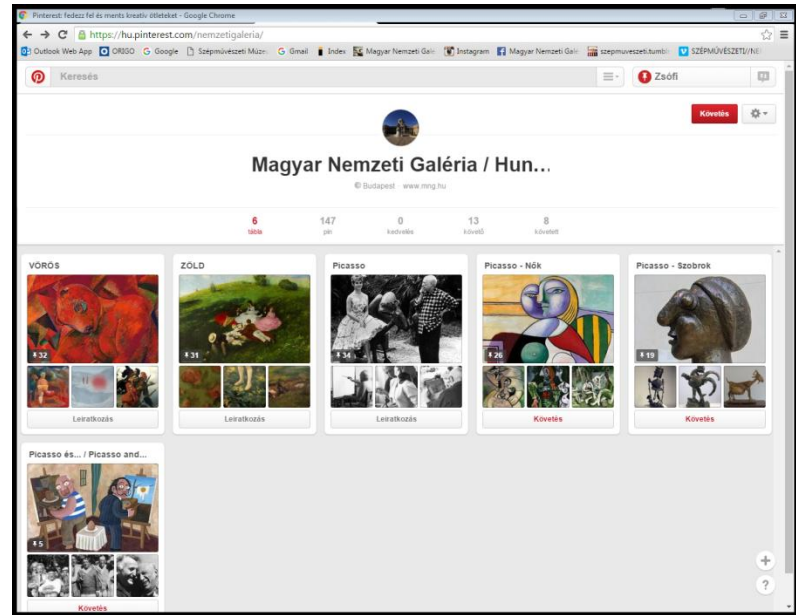 Pinterest: fedezz fel és ments kreatív ötleteket - Google Chrome
https://hu.pinterest.com/nemzetigaleria/
Outlook Web App ORIGO Google Szépművészeti Múze Gmail Index Magyar Nemzeti Galé Instagram Magyar Nemzeti Galé szepmuveszeti.tumbl SZÉPMŰVÉSZETI//NE
Keresés
Zsófi
Követés
Magyar Nemzeti Galéria / Hun...
Budapest www.mng.hu
6 147 0 13 8
tábla pin kedvelés követő követett
VÖRÖS ZÖLD Picasso Picasso - Nők Picasso - Szobrok
32 31 34 26 19
Leiratkozás Leiratkozás Leiratkozás Követés Követés
Picasso és... / Picasso and...
5
Követés
+
?